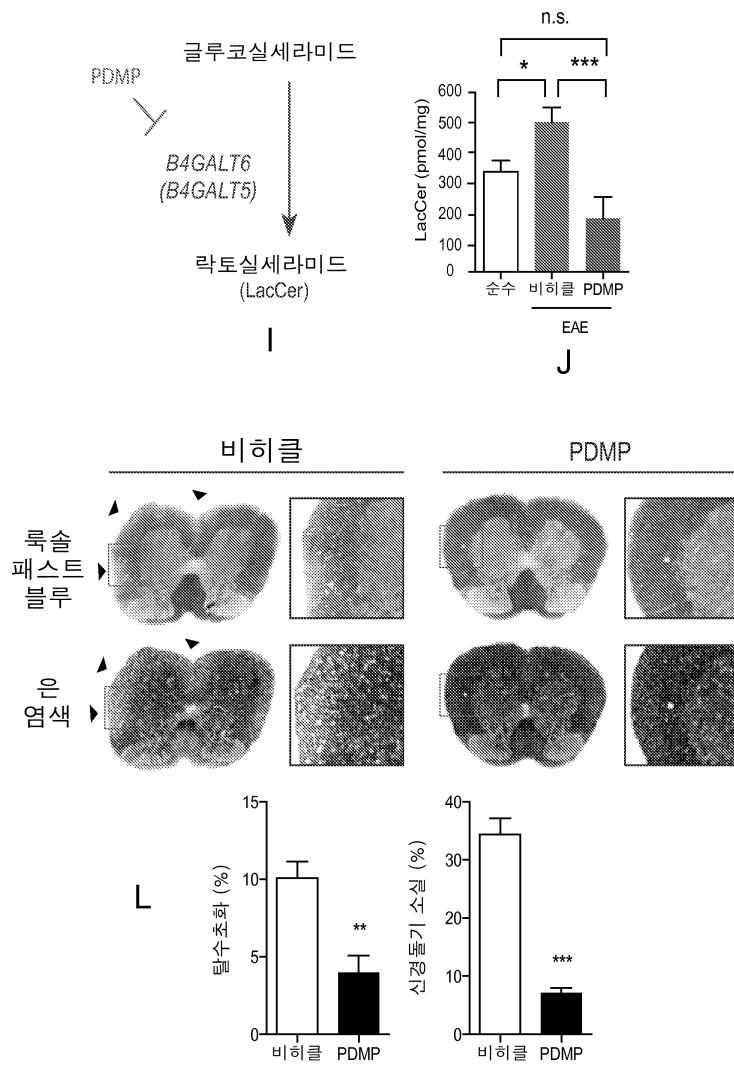 글루코실세라미드
PDMP
B4GALT6
(B4GALT5)
락토실세라미드
(LacCer)
I
n.s.
* ***
LacCer (pmol/mg)
600
500
400
300
200
100
0
순수 비히클 PDMP
EAE
J
비히클 PDMP
룩솔
패스트
블루
은
염색
L
탈수초화 (%)
15
10
5
0
**
비히클 PDMP
신경돌기 소실 (%)
40
30
20
10
0
***
비히클 PDMP